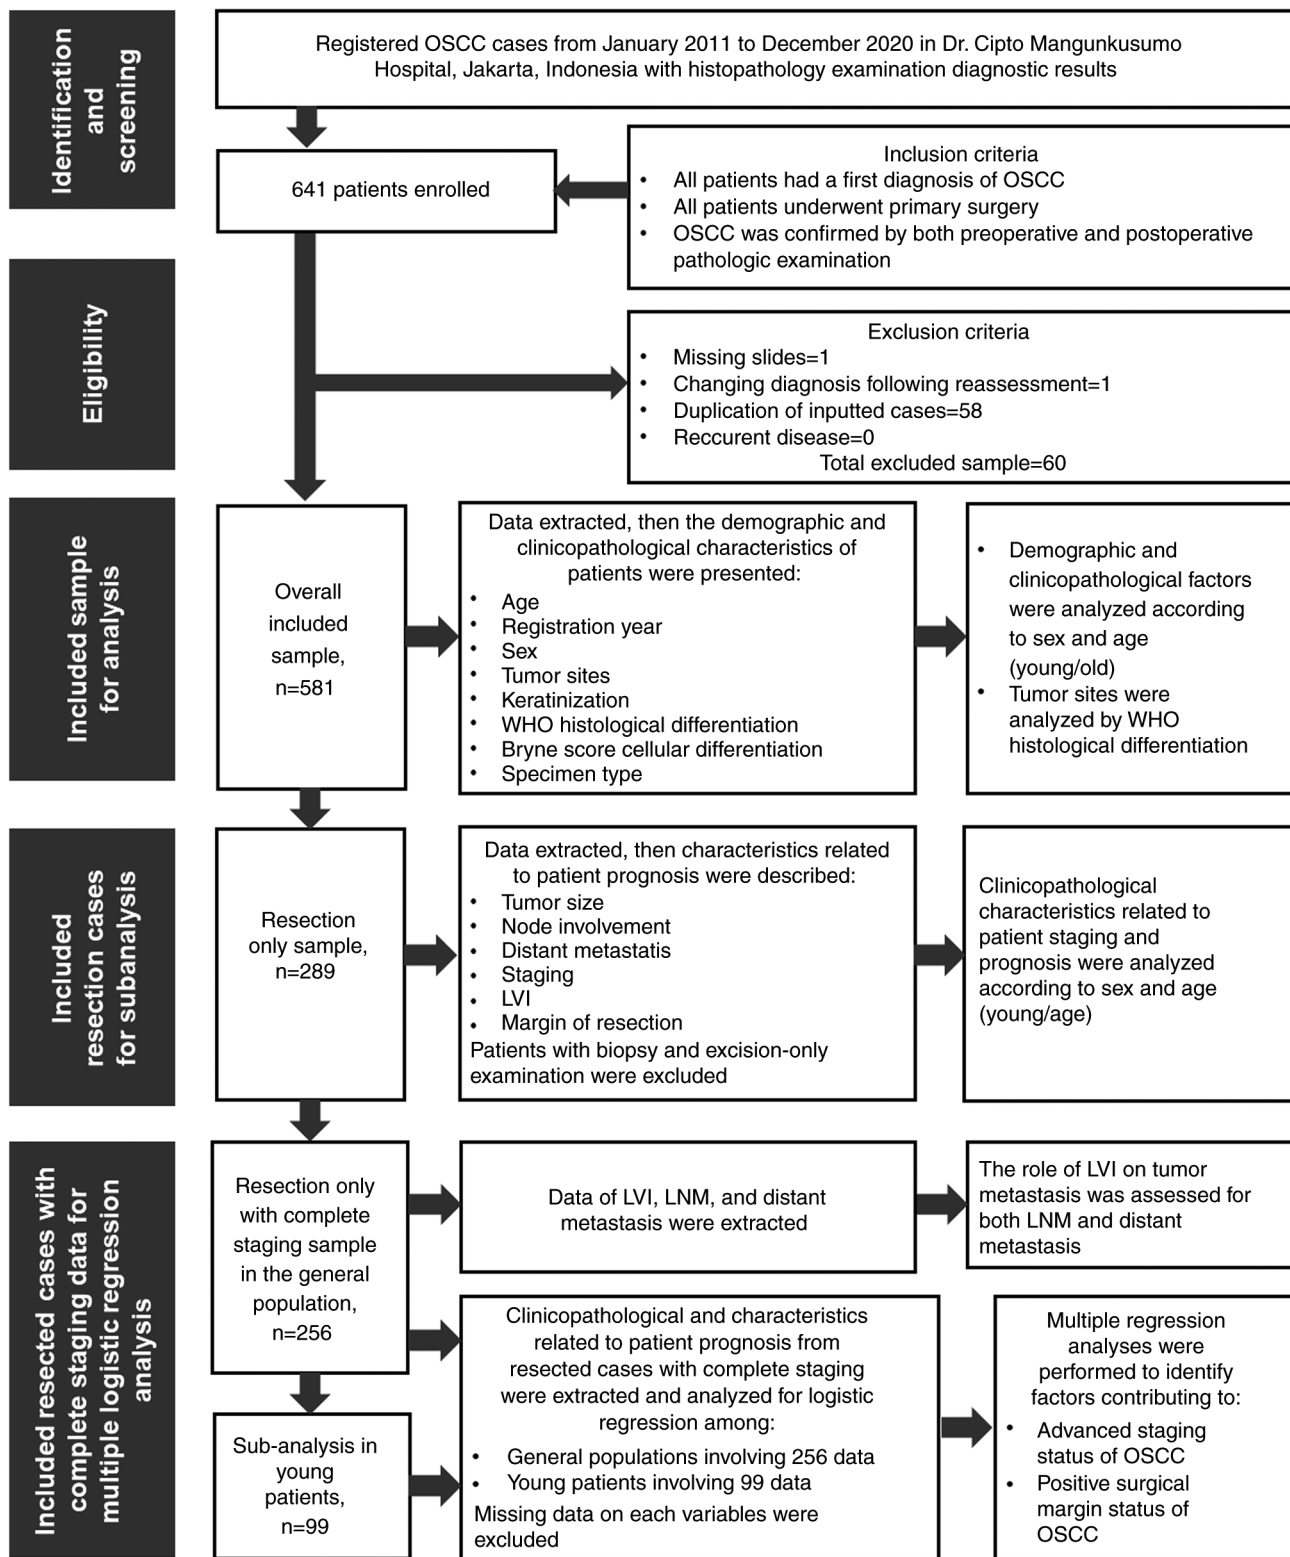 Identification
and
screening
Registered OSCC cases from January 2011 to December 2020 in Dr. Cipto Mangunkusumo
Hospital, Jakarta, Indonesia with histopathology examination diagnostic results
641 patients enrolled
Inclusion criteria
• All patients had a first diagnosis of OSCC
• All patients underwent primary surgery
• OSCC was confirmed by both preoperative and postoperative
pathologic examination
Eligibility
Exclusion criteria
• Missing slides=1
• Changing diagnosis following reassessment=1
• Duplication of inputted cases=58
• Reccurent disease=0
Total excluded sample=60
Included sample
for analysis
Overall
included
sample,
n=581
Data extracted, then the demographic and
clinicopathological characteristics of
patients were presented:
• Age
• Registration year
• Sex
• Tumor sites
• Keratinization
• WHO histological differentiation
• Bryne score cellular differentiation
• Specimen type
• Demographic and
clinicopathological factors
were analyzed according
to sex and age
(young/old)
• Tumor sites were
analyzed by WHO
histological differentiation
Included
resection cases
for subanalysis
Resection
only sample,
n=289
Data extracted, then characteristics related
to patient prognosis were described:
• Tumor size
• Node involvement
• Distant metastatis
• Staging
• LVI
• Margin of resection
Patients with biopsy and excision-only
examination were excluded
Clinicopathological
characteristics related to
patient staging and
prognosis were analyzed
according to sex and age
(young/age)
Included resected cases with
complete staging data for
multiple logistic regression
analysis
Resection only
with complete
staging sample
in the general
population,
n=256
Data of LVI, LNM, and distant
metastasis were extracted
The role of LVI on tumor
metastasis was assessed for
both LNM and distant
metastasis
Sub-analysis in
young
patients,
n=99
Clinicopathological and characteristics
related to patient prognosis from
resected cases with complete staging
were extracted and analyzed for logistic
regression among:
• General populations involving 256 data
• Young patients involving 99 data
Missing data on each variables were
excluded
Multiple regression
analyses were
performed to identify
factors contributing to:
• Advanced staging
status of OSCC
• Positive surgical
margin status of
OSCC